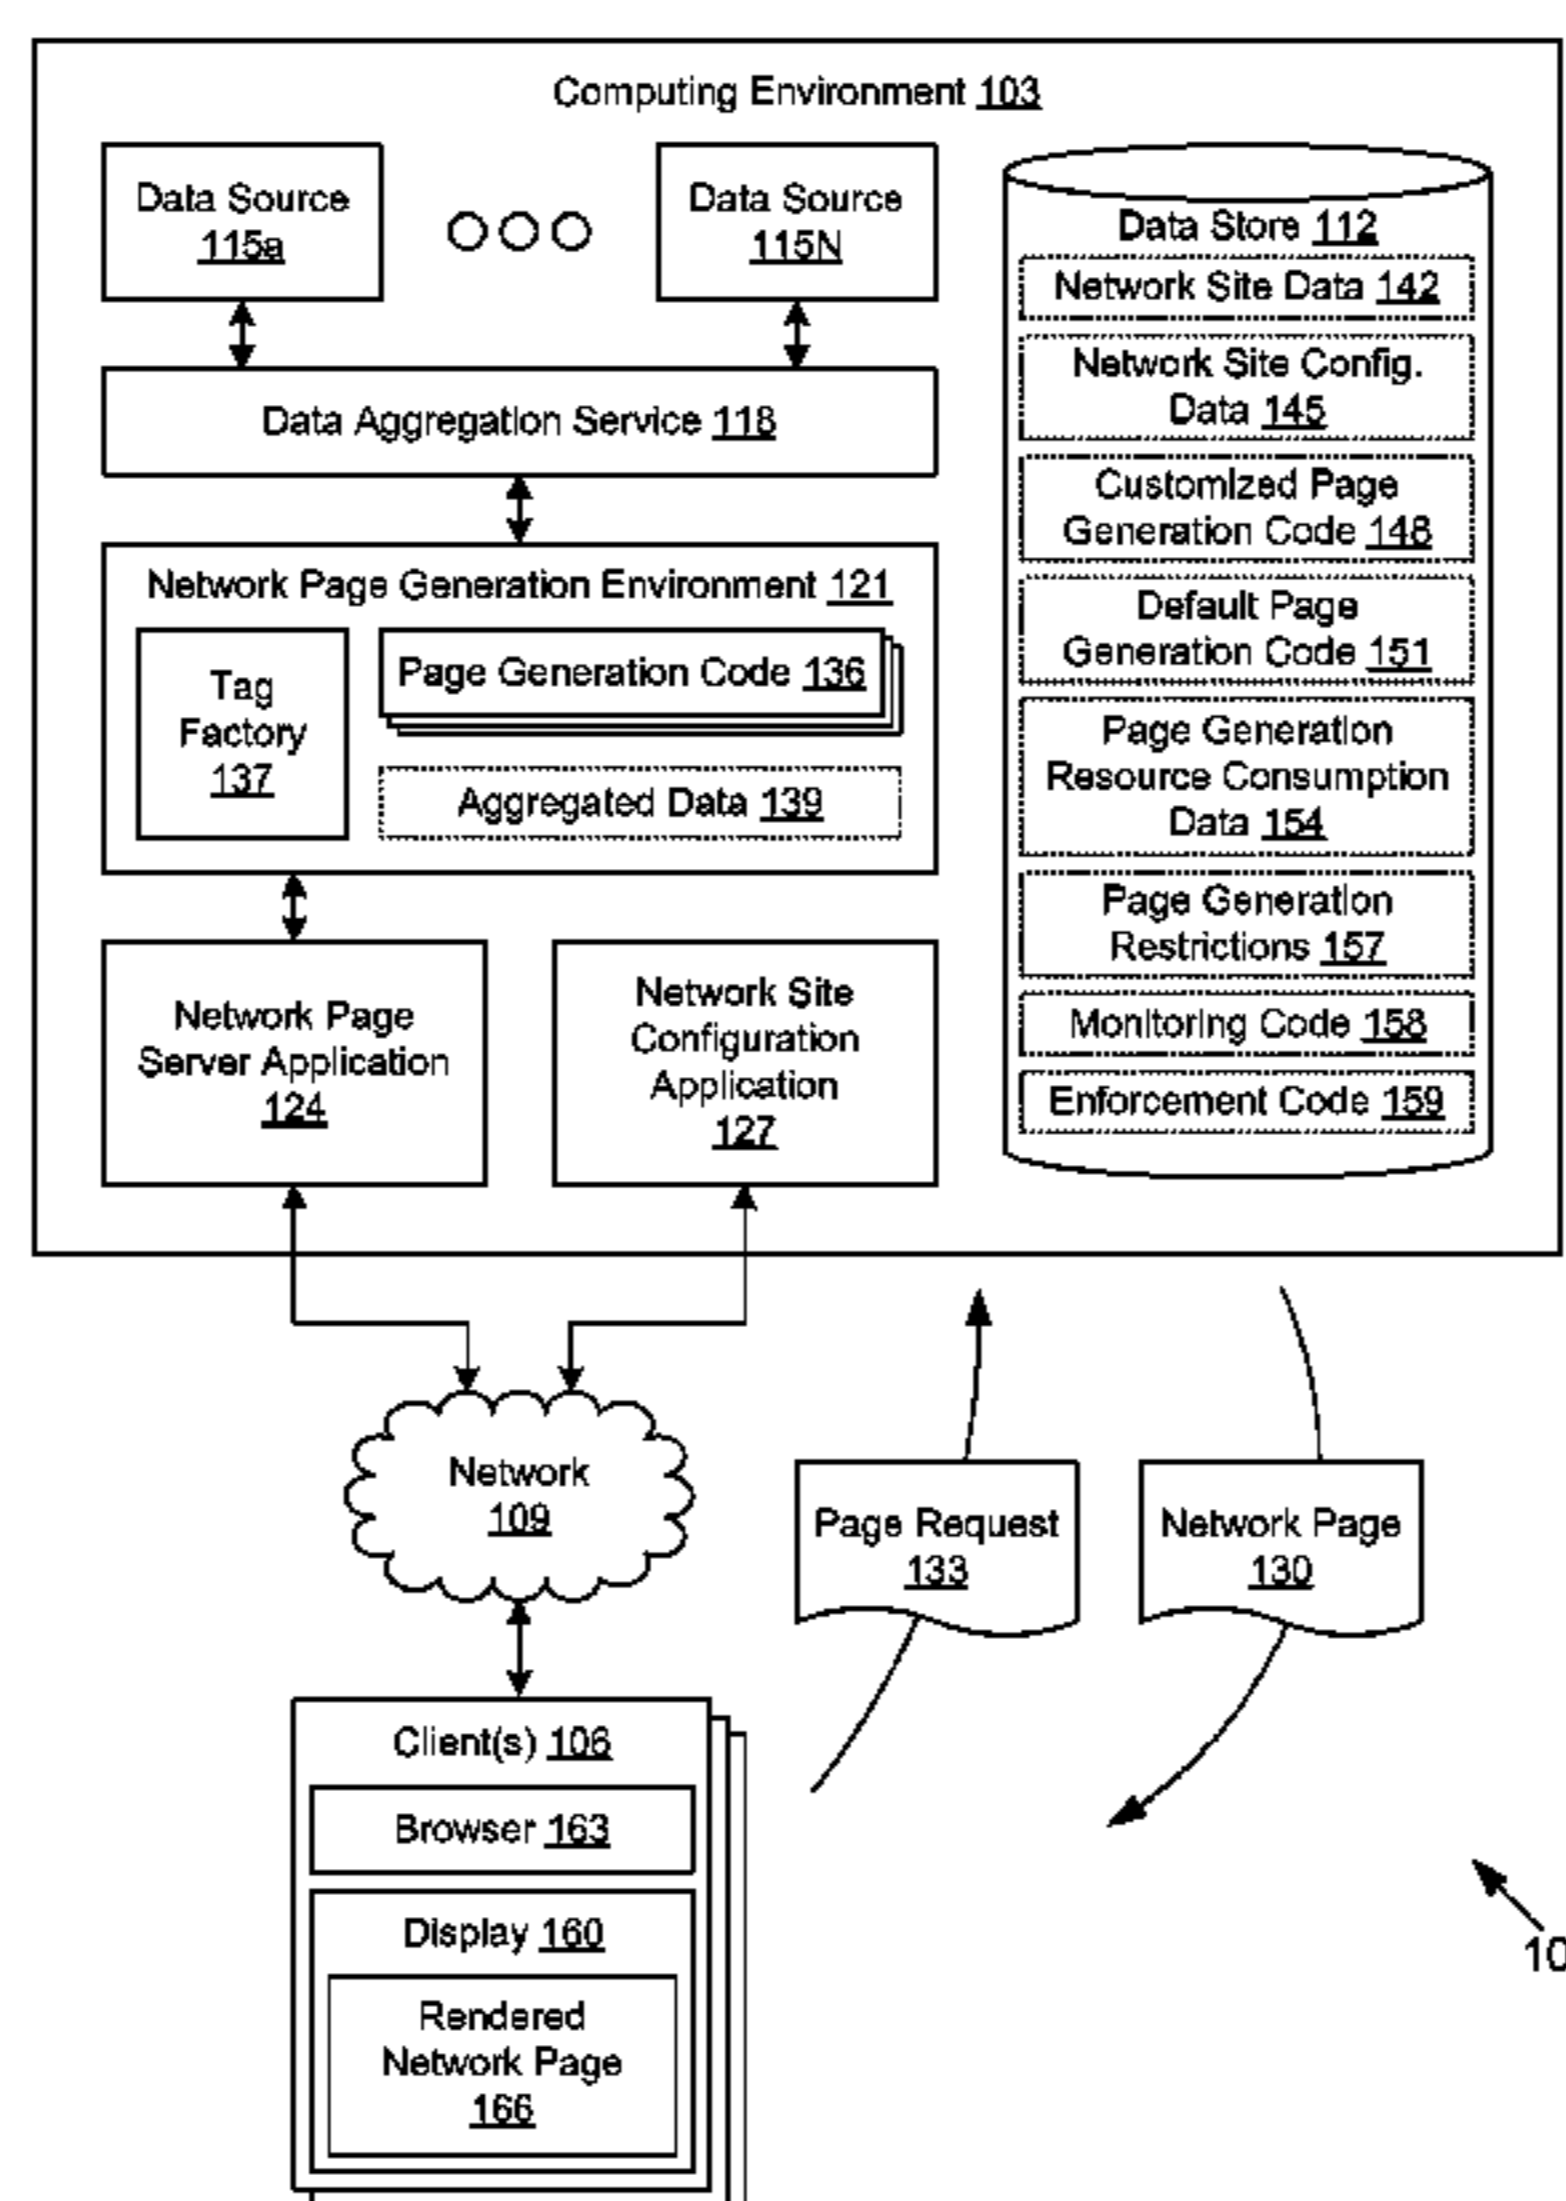 Computing Environment 103
Data Source
115a
Data Source
115N
Data Aggregation Service 118
Network Page Generation Environment 121
Tag
Factory
137
Page Generation Code 136
Aggregated Data 139
Network Page
Server Application
124
Network Site
Configuration
Application
127
Data Store 112
Network Site Data 142
Network Site Config.
Data 145
Customized Page
Generation Code 148
Default Page
Generation Code 151
Page Generation
Resource Consumption
Data 154
Page Generation
Restrictions 157
Monitoring Code 158
Enforcement Code 159
Network
109
Page Request
133
Network Page
130
Client(s) 106
Browser 163
Display 160
Rendered
Network Page
166